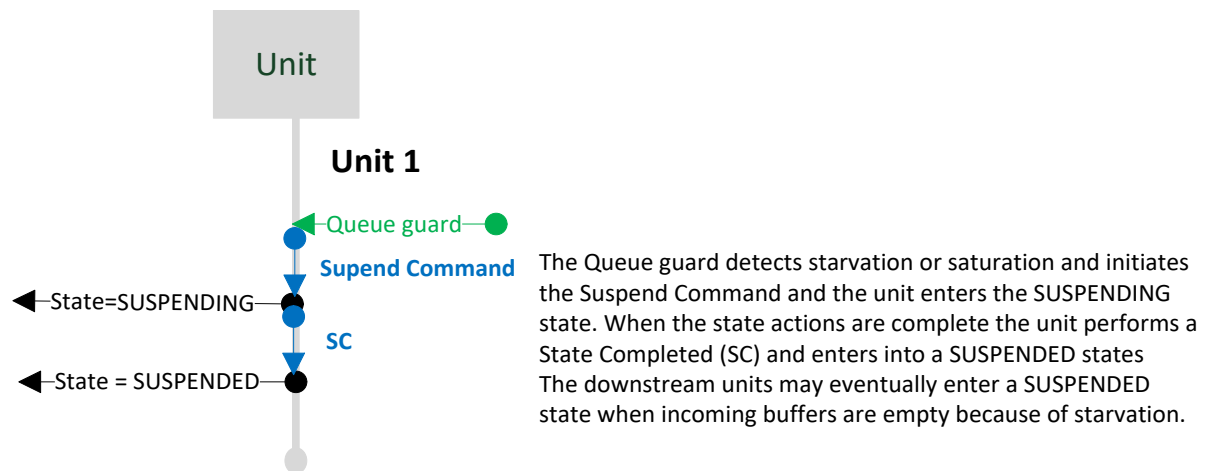 Unit
Unit 1
Queue guard
Supend Command
State=SUSPENDING
SC
State = SUSPENDED
The Queue guard detects starvation or saturation and initiates
the Suspend Command and the unit enters the SUSPENDING
state. When the state actions are complete the unit performs a
State Completed (SC) and enters into a SUSPENDED states
The downstream units may eventually enter a SUSPENDED
state when incoming buffers are empty because of starvation.